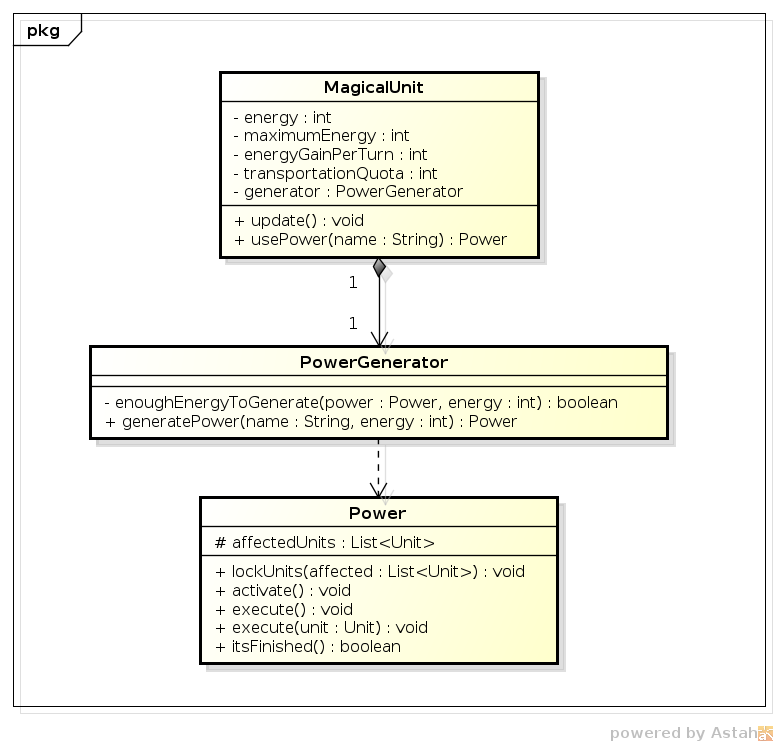 pkg
MagicalUnit
- energy : int
- maximumEnergy : int
- energyGainPerTurn : int
- transportationQuota : int
- generator : PowerGenerator
+ update() : void
+ usePower(name : String) : Power
1
1
PowerGenerator
- enoughEnergyToGenerate(power : Power, energy : int) : boolean
+ generatePower(name : String, energy : int) : Power
Power
# affectedUnits : List<Unit>
+ lockUnits(affected : List<Unit>) : void
+ activate() : void
+ execute() : void
+ execute(unit : Unit) : void
+ itsFinished() : boolean
powered by Astah